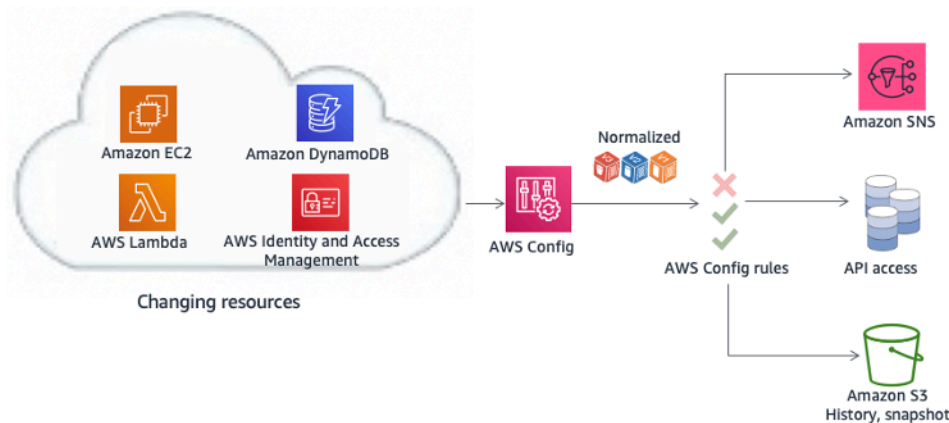 Amazon EC2
Amazon DynamoDB
AWS Lambda
AWS Identity and Access
Management
Changing resources
AWS Config
Normalized
AWS Config rules
Amazon SNS
API access
Amazon S3
History, snapshot